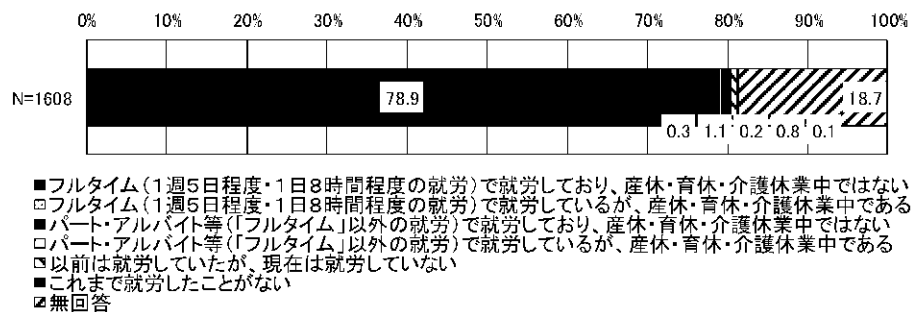 0% 10% 20% 30% 40% 50% 60% 70% 80% 90% 100%
N=1608
78.9
18.7
0.3 1.1 0.2 0.8 0.1
■フルタイム(1週5日程度・1日8時間程度の就労)で就労しており、産休・育休・介護休業中ではない
フルタイム(1週5日程度・1日8時間程度の就労)で就労しているが、産休・育休・介護休業中である
■パート・アルバイト等(「フルタイム」以外の就労)で就労しており、産休・育休・介護休業中ではない
□パート・アルバイト等(「フルタイム」以外の就労)で就労しているが、産休・育休・介護休業中である
以前は就労していたが、現在は就労していない
■これまで就労したことがない
無回答